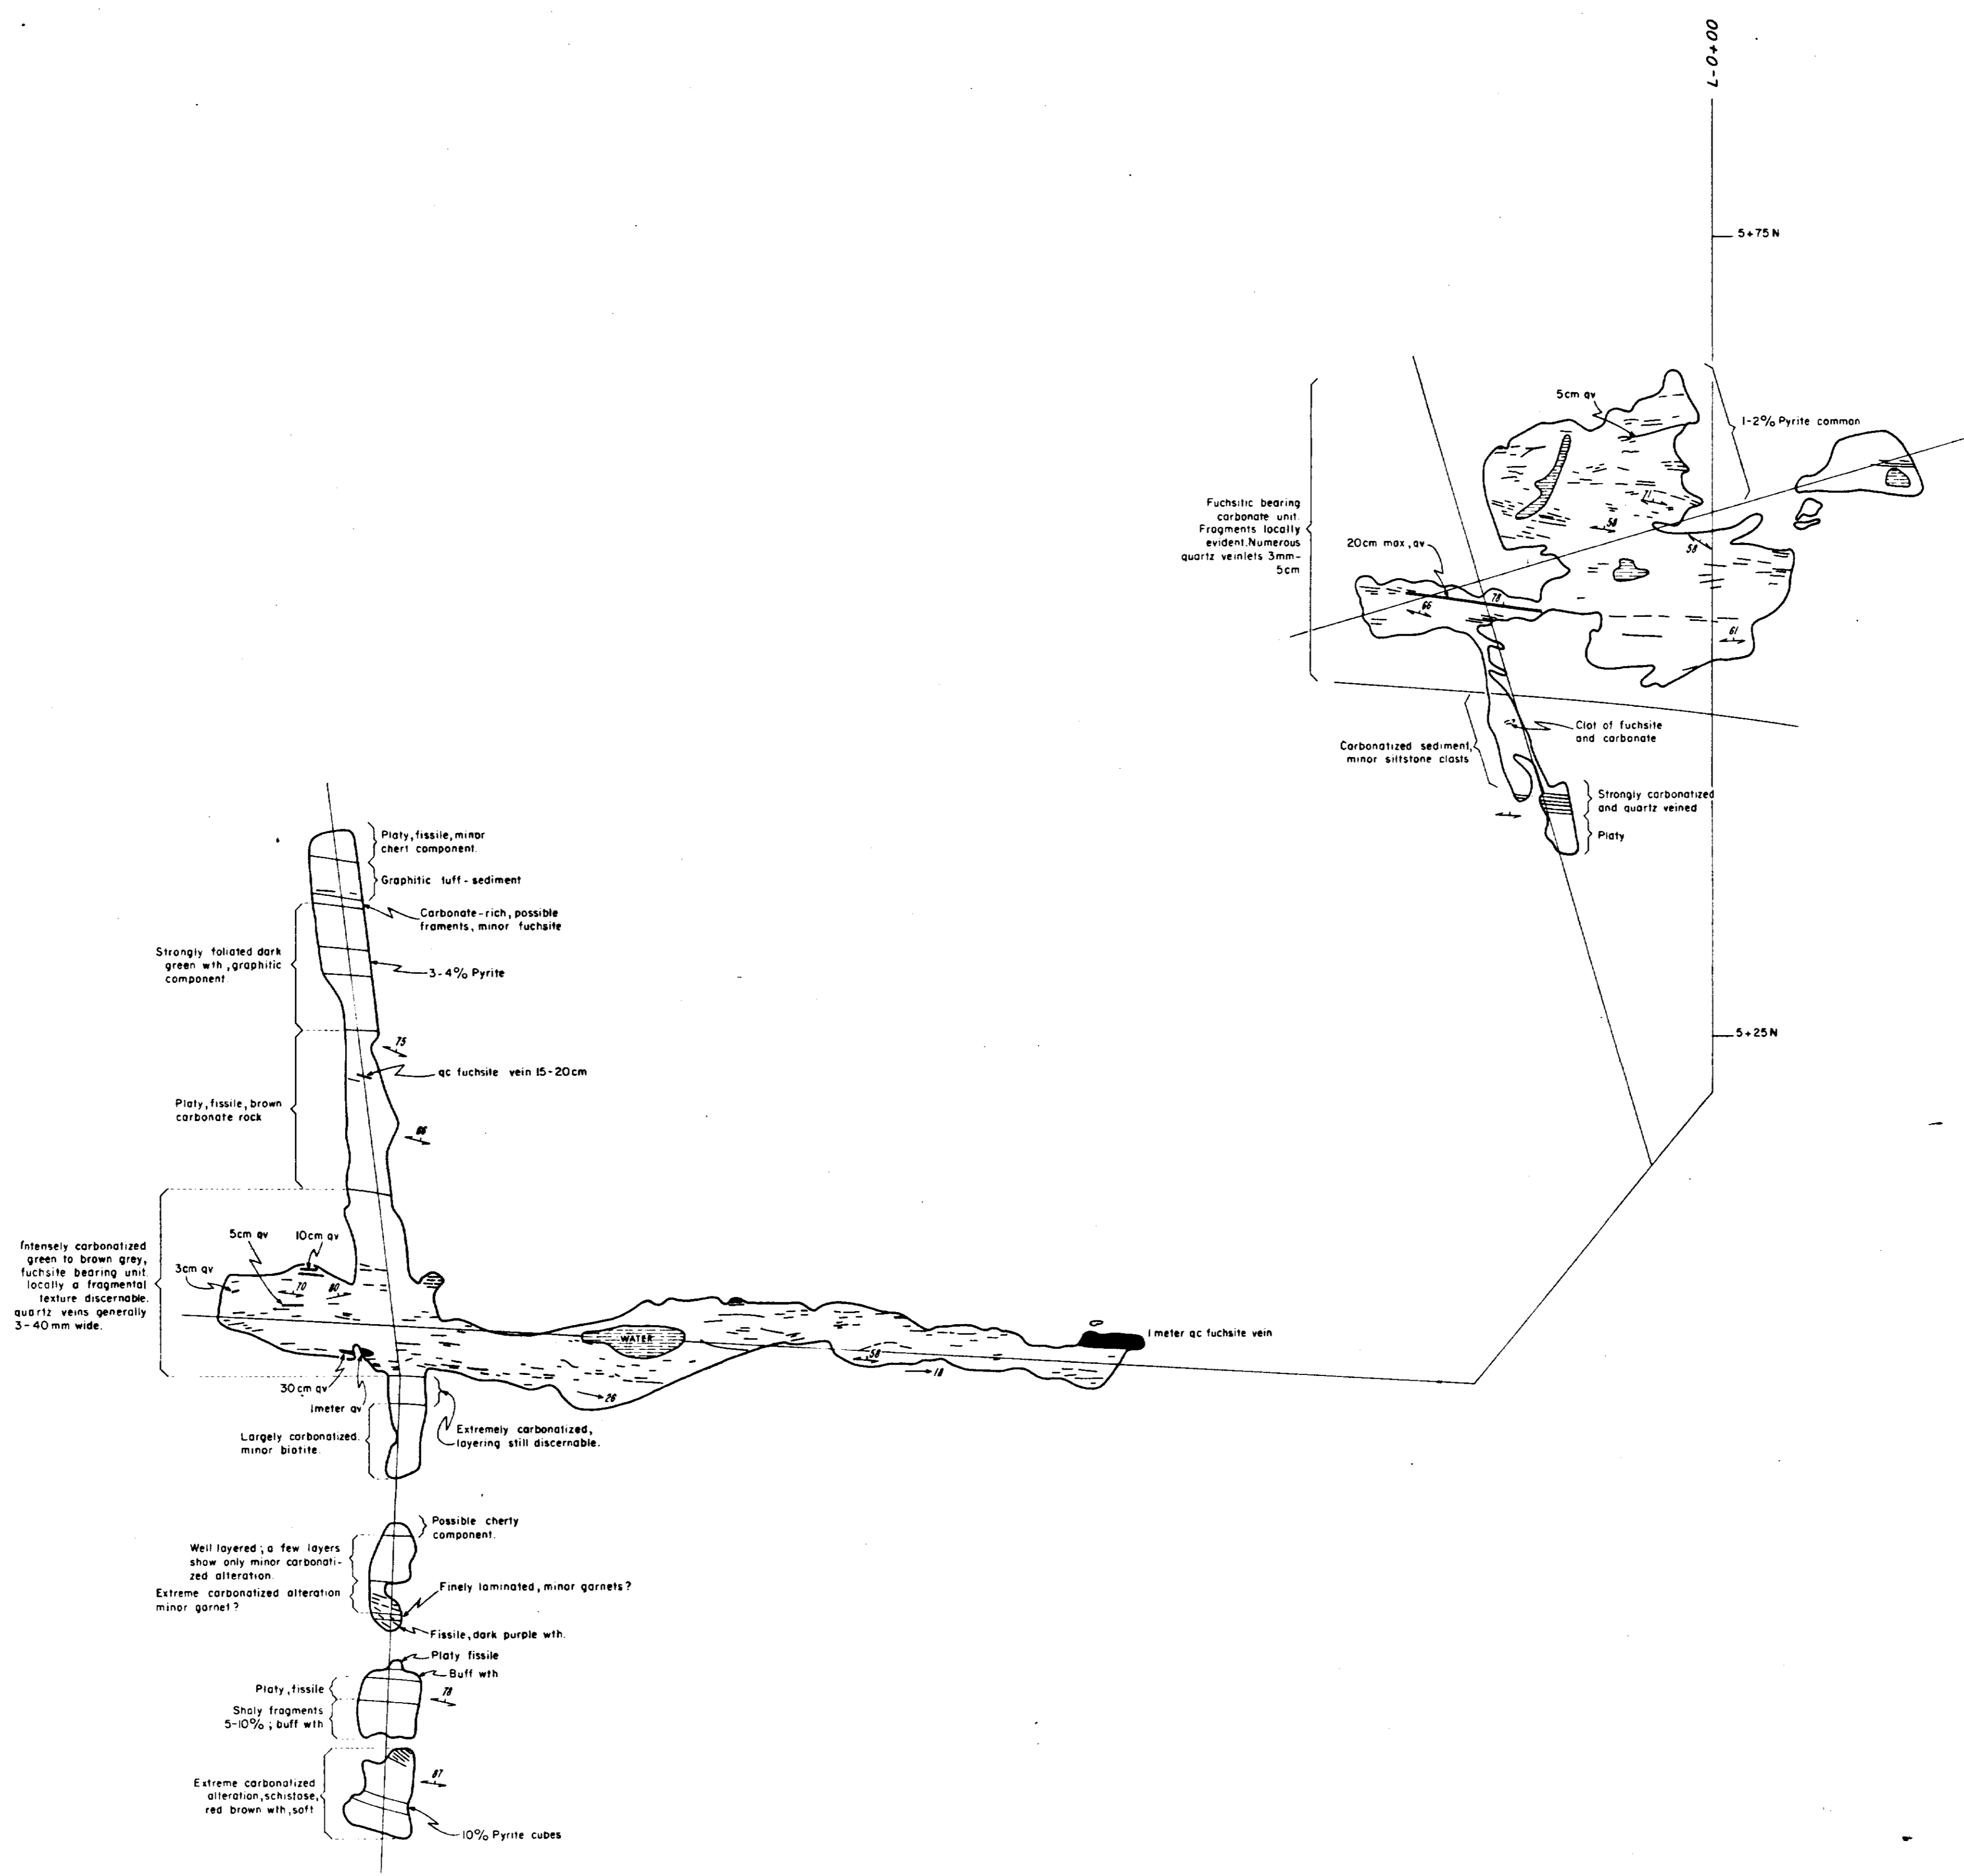 L-0+00
5+75N
5cm qv
1-2% Pyrite common
71
58
58
Fuchsitic bearing
carbonate unit.
Fragments locally
evident. Numerous
quartz veinlets 3mm-
5cm
20cm max, qv
66
78
61
Clot of fuchsite
and carbonate
Carbonatized sediment,
minor siltstone clasts
Strongly carbonatized
and quartz veined
Platy
5+25N
Platy, fissile, minor
chert component.
Graphitic tuff-sediment
Carbonate-rich, possible
framents, minor fuchsite
Strongly foliated dark
green wth, graphitic
component.
3-4% Pyrite
75
qc fuchsite vein 15-20cm
Platy, fissile, brown
carbonate rock
66
Intensely carbonatized
green to brown grey,
fuchsite bearing unit.
locally a fragmental
texture discernable.
quartz veins generally
3-40mm wide.
5cm qv
10cm qv
3cm qv
70
80
WATER
1 meter qc fuchsite vein
58
18
26
30cm qv
1meter qv
Extremely carbonatized,
layering still discernable.
Largely carbonatized.
minor biotite.
Possible cherty
component.
Well layered; a few layers
show only minor carbonati-
zed alteration.
Extreme carbonatized alteration
minor garnet?
Finely laminated, minor garnets?
Fissile, dark purple wth.
Platy fissile
Buff wth
Platy, fissile
78
Shaly fragments
5-10%; buff wth
87
Extreme carbonatized
alteration, schistose,
red brown wth, soft
10% Pyrite cubes